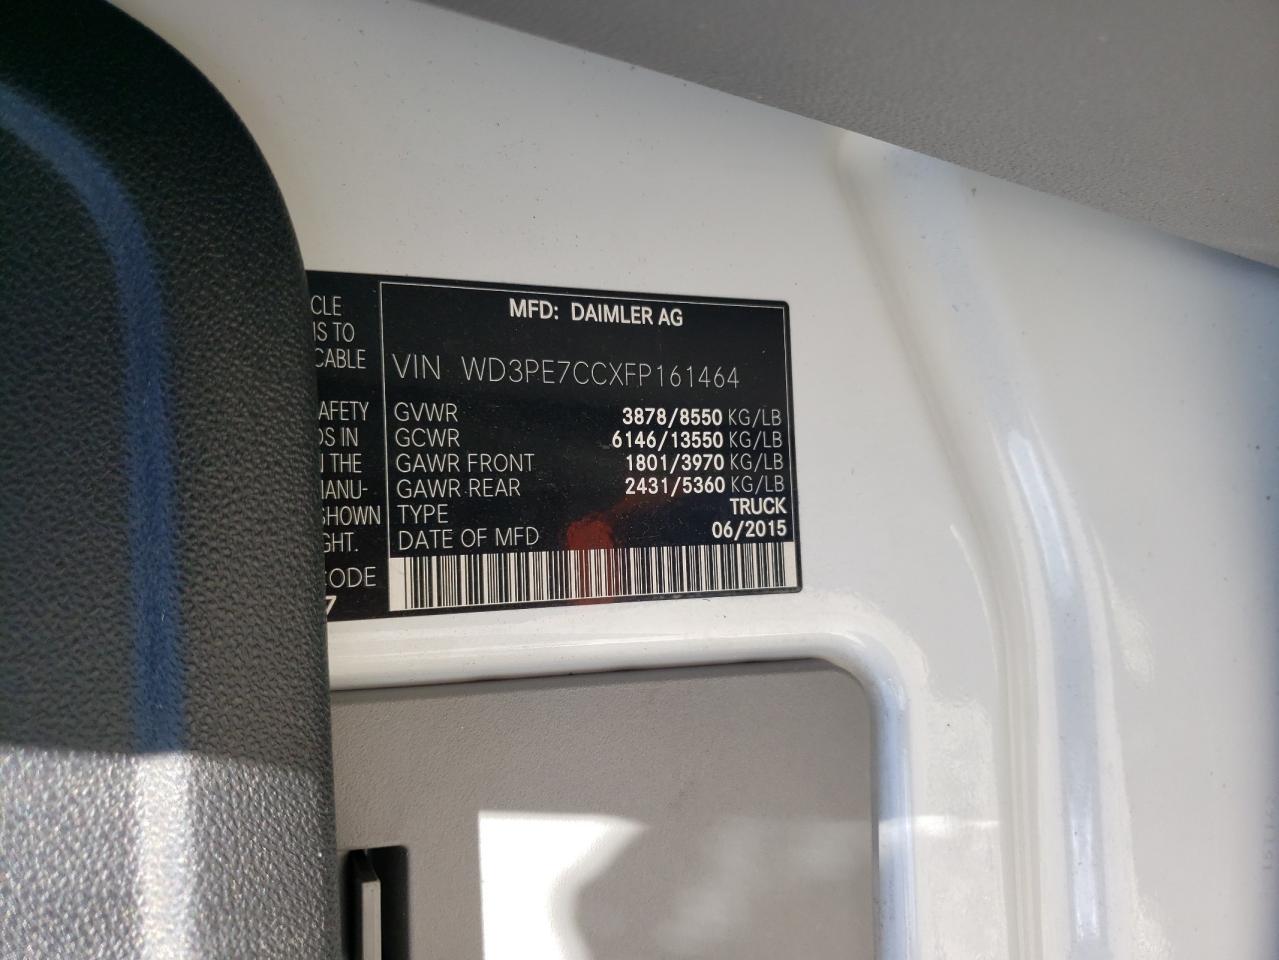 CLE
IS TO
CABLE
AFETY
DS IN
THE
ANU-
SHOWN
GHT.
CODE
7
MFD: DAIMLER AG
VIN WD3PE7CCXFP161464
GVWR 3878/8550 KG/LB
GCWR 6146/13550 KG/LB
GAWR FRONT 1801/3970 KG/LB
GAWR REAR 2431/5360 KG/LB
TYPE TRUCK
DATE OF MFD 06/2015